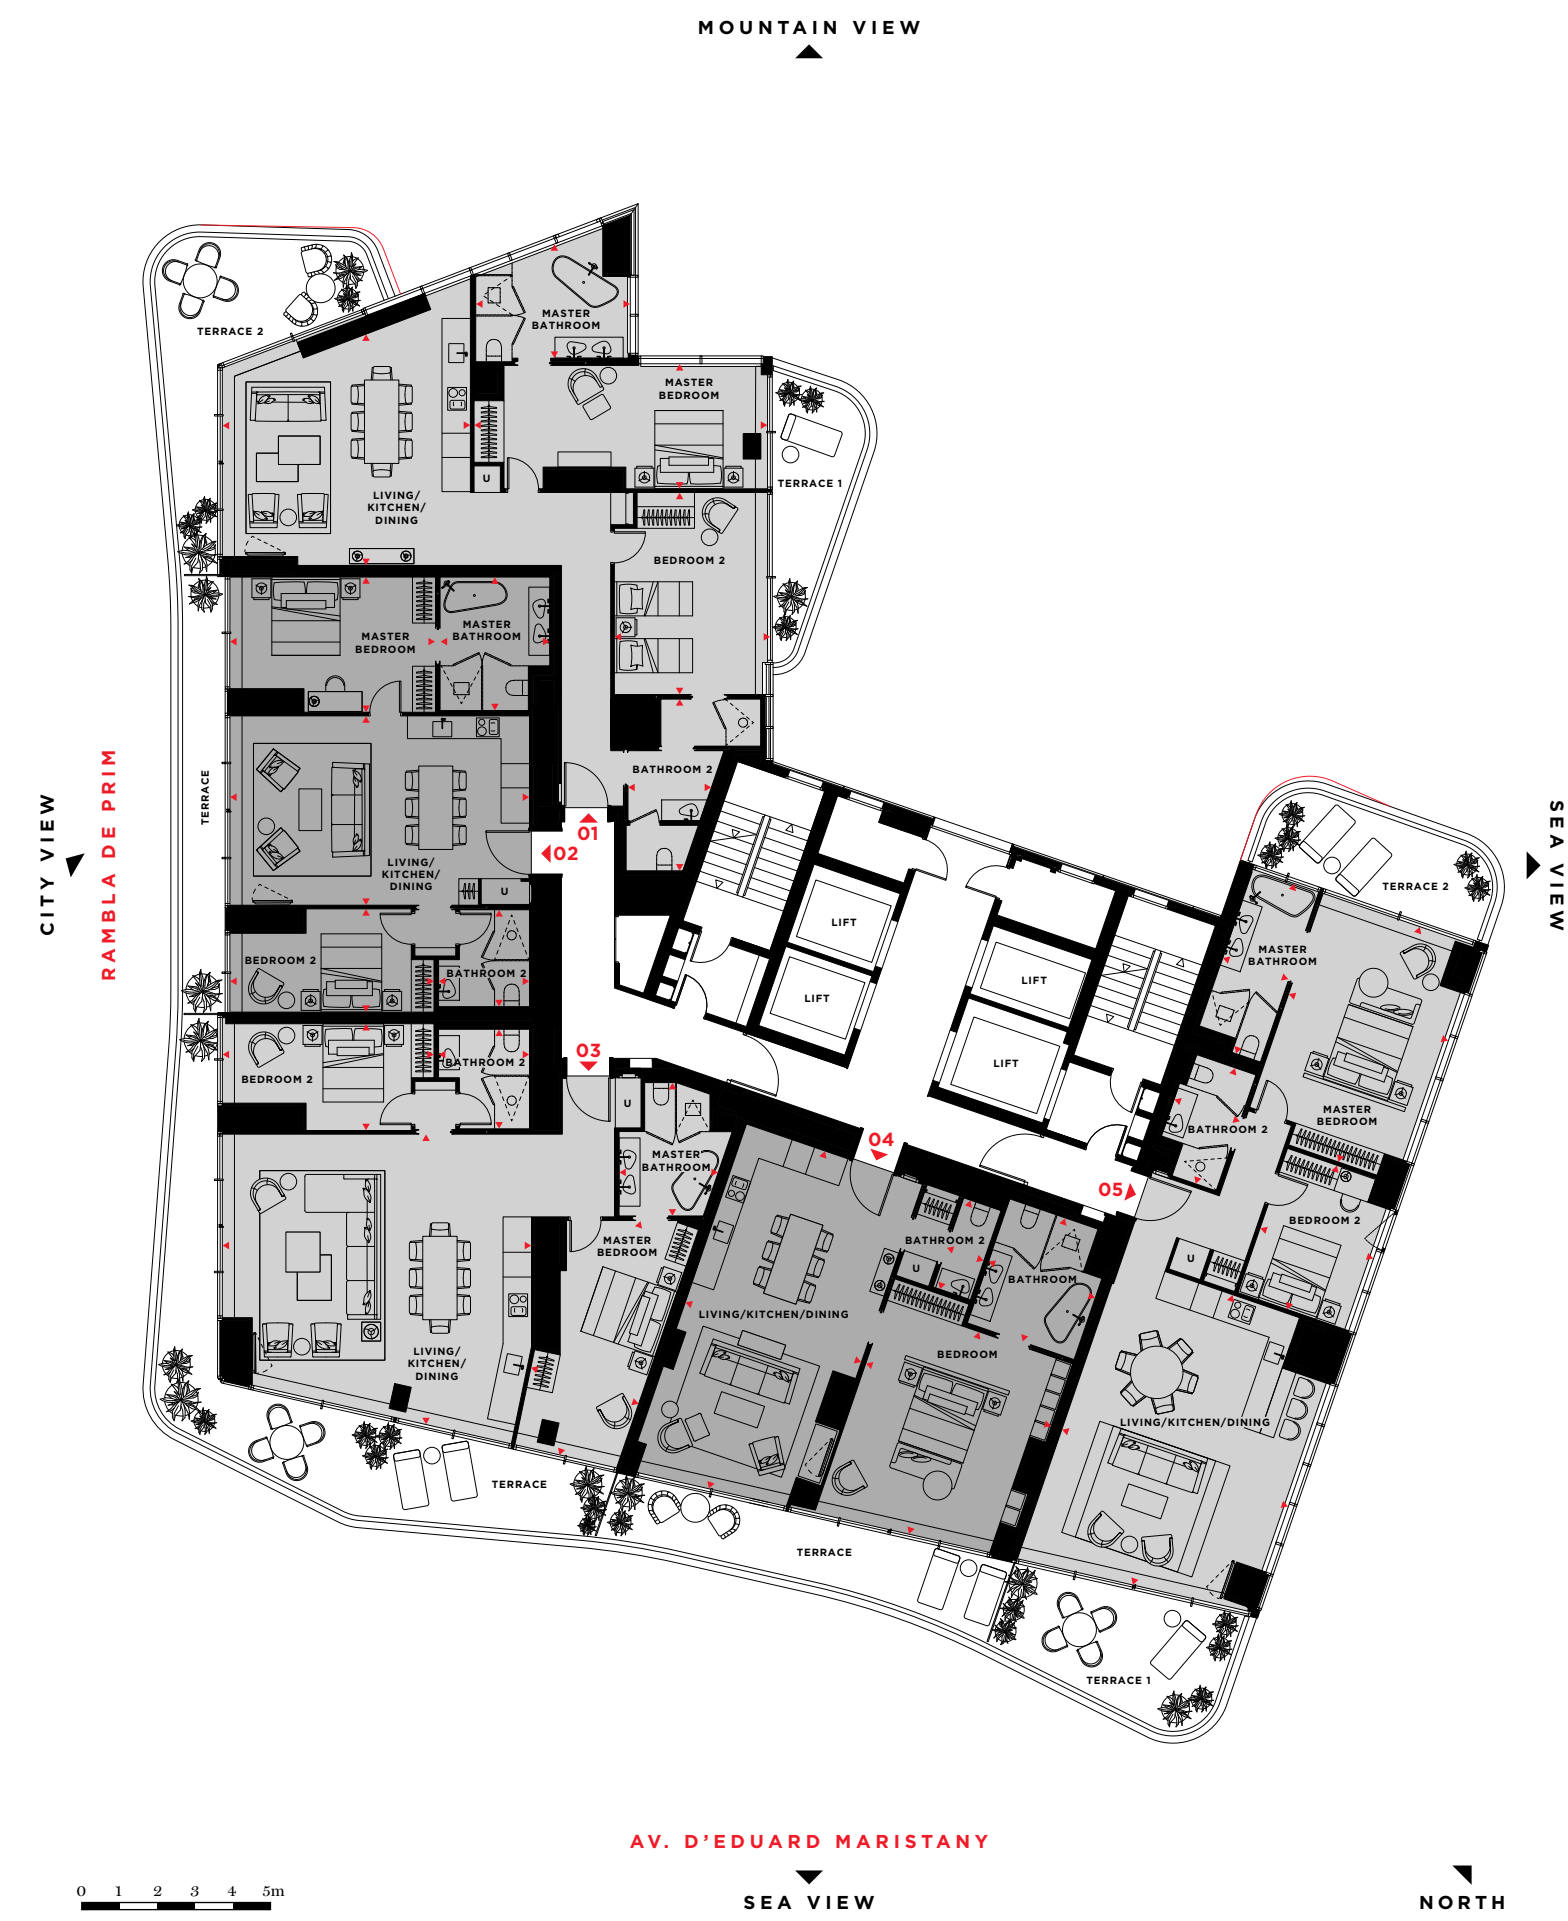 MOUNTAIN VIEW
TERRACE 2
MASTER
BATHROOM
MASTER
BEDROOM
TERRACE 1
U
LIVING/
KITCHEN/
DINING
BEDROOM 2
MASTER
BEDROOM
MASTER
BATHROOM
TERRACE
BATHROOM 2
01
02
LIVING/
KITCHEN/
DINING
U
CITY VIEW
RAMBLA DE PRIM
SEA VIEW
BEDROOM 2
BATHROOM 2
LIFT
LIFT
LIFT
LIFT
TERRACE 2
MASTER
BATHROOM
MASTER
BEDROOM
BATHROOM 2
03
BEDROOM 2
BATHROOM 2
U
MASTER
BATHROOM
04
05
BEDROOM 2
MASTER
BEDROOM
BATHROOM 2
U
BATHROOM
U
LIVING/KITCHEN/DINING
LIVING/
KITCHEN/
DINING
BEDROOM
LIVING/KITCHEN/DINING
TERRACE
TERRACE
TERRACE 1
AV. D'EDUARD MARISTANY
SEA VIEW
0 1 2 3 4 5m
NORTH